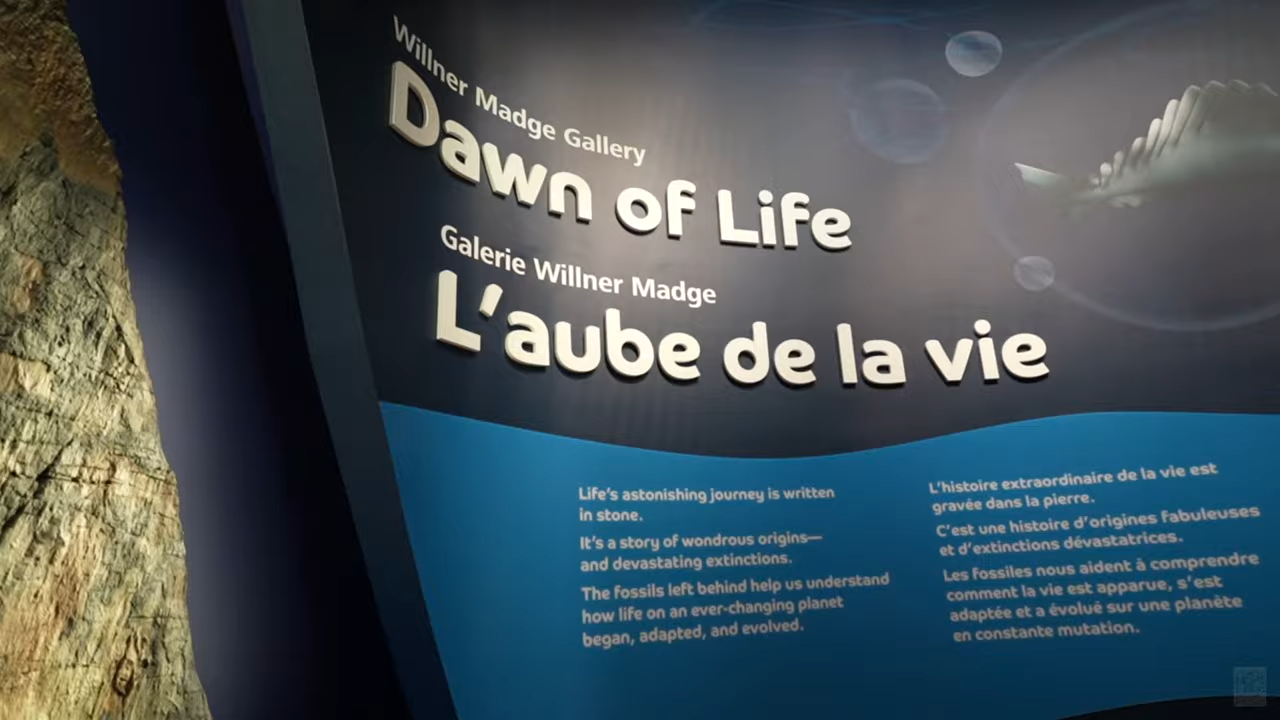 Willner Madge Gallery
Dawn of Life
Galerie Willner Madge
L'aube de la vie
Life's astonishing journey is written
in stone.
It's a story of wondrous origins—
and devastating extinctions.
The fossils left behind help us understand
how life on an ever-changing planet
began, adapted, and evolved.
L'histoire extraordinaire de la vie est
gravée dans la pierre.
C'est une histoire d'origines fabuleuses
et d'extinctions dévastatrices.
Les fossiles nous aident à comprendre
comment la vie est apparue, s'est
adaptée et a évolué sur une planète
en constante mutation.